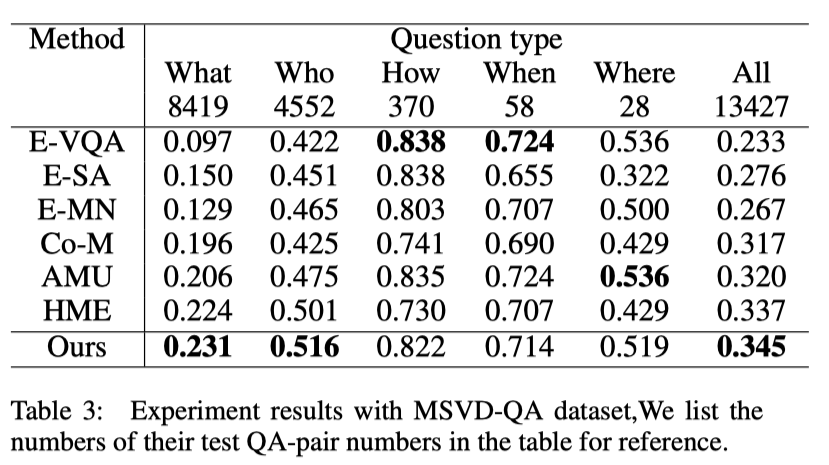 Method Question type
What Who How When Where All
8419 4552 370 58 28 13427
E-VQA 0.097 0.422 0.838 0.724 0.536 0.233
E-SA 0.150 0.451 0.838 0.655 0.322 0.276
E-MN 0.129 0.465 0.803 0.707 0.500 0.267
Co-M 0.196 0.425 0.741 0.690 0.429 0.317
AMU 0.206 0.475 0.835 0.724 0.536 0.320
HME 0.224 0.501 0.730 0.707 0.429 0.337
Ours 0.231 0.516 0.822 0.714 0.519 0.345
Table 3: Experiment results with MSVD-QA dataset,We list the
numbers of their test QA-pair numbers in the table for reference.